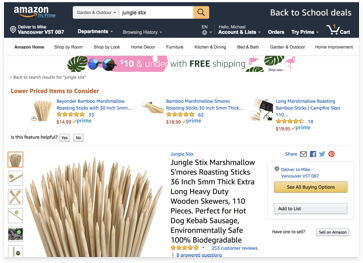 amazon
try Prime
Garden & Outdoor
jungle stix
Back to School deals
Deliver to Mike
Vancouver V5T 0B7
Departments
Browsing History
EN
Hello, Michael
Account & Lists
Orders
Try Prime
1
Cart
Amazon Home
Shop by Room
Shop by Look
Home Décor
Furniture
Kitchen & Dining
Bed & Bath
Garden & Outdoor
Home Improvement
$10 & under with FREE shipping
‹ Back to search results for "jungle stix"
Lower Priced Items to Consider
Beyonder Bamboo Marshmallow
Roasting Sticks with 30 Inch 5mm...
33
$14.99 prime
Bamboo Marshmallow S'mores
Roasting Sticks 30 Inch 5mm Thick...
62
$18.99 prime
Long Marshmallow Roasting
Bamboo Sticks | Campfire Skewers
110...
18
$19.95 prime
Is this feature helpful?
Yes
No
Jungle Stix Marshmallow
S'mores Roasting Sticks
36 Inch 5mm Thick Extra
Long Heavy Duty
Wooden Skewers, 110
Pieces. Perfect for Hot
Dog Kebab Sausage,
Environmentally Safe
100% Biodegradable
253 customer reviews
| 8 answered questions
Share
Deliver to Mike -
Vancouver V5T 0B7
See All Buying Options
Add to List
Have one to sell?
Sell on Amazon